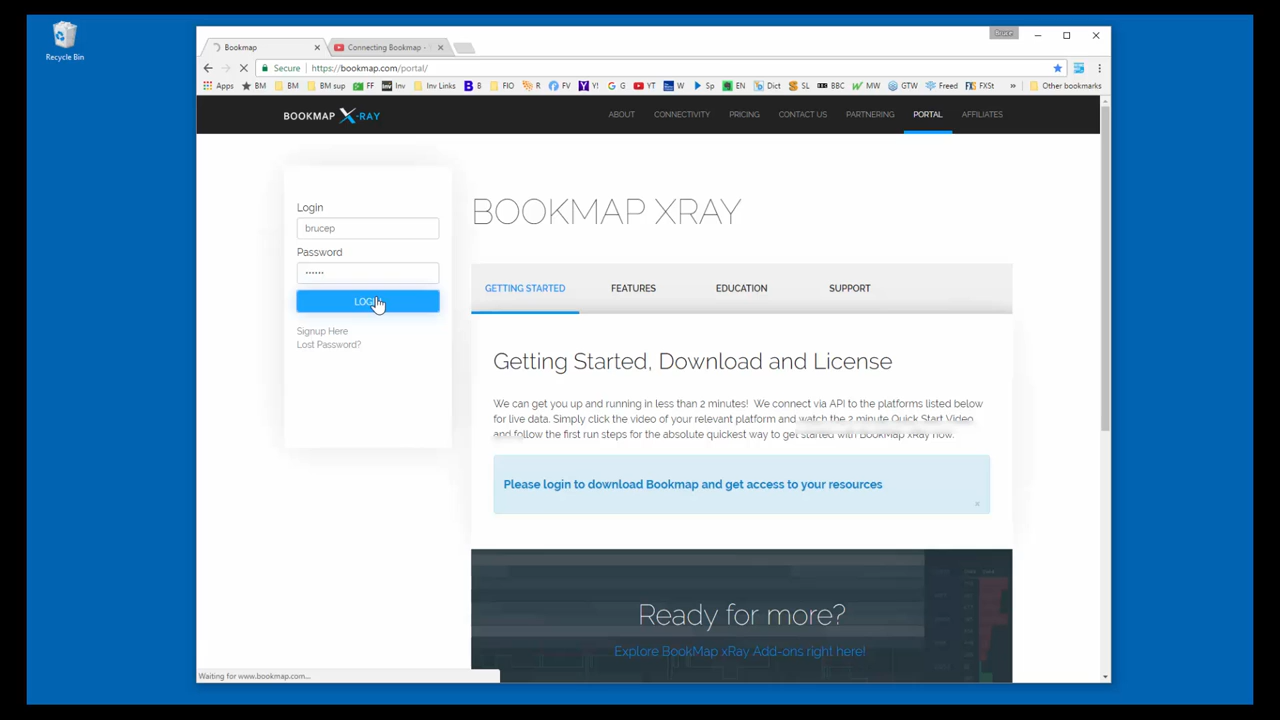 Recycle Bin
Bruce
Bookmap
Connecting Bookmap -
Secure
https://bookmap.com/portal/
Apps
BM
BM
BM sup
FF
Inv
Inv Links
B
FIO
R
FV
Y!
G
YT
W
Sp
EN
Dict
SL
BBC
MW
GTW
Freed
FXSt
»
Other bookmarks
BOOKMAP X-RAY
ABOUT
CONNECTIVITY
PRICING
CONTACT US
PARTNERING
PORTAL
AFFILIATES
Login
brucep
Password
LOGIN
Signup Here
Lost Password?
BOOKMAP XRAY
GETTING STARTED
FEATURES
EDUCATION
SUPPORT
Getting Started, Download and License
We can get you up and running in less than 2 minutes! We connect via API to the platforms listed below
for live data. Simply click the video of your relevant platform and watch the 2 minute Quick Start Video
and follow the first run steps for the absolute quickest way to get started with BookMap xRay now.
Please login to download Bookmap and get access to your resources
Ready for more?
Explore BookMap xRay Add-ons right here!
Waiting for www.bookmap.com...